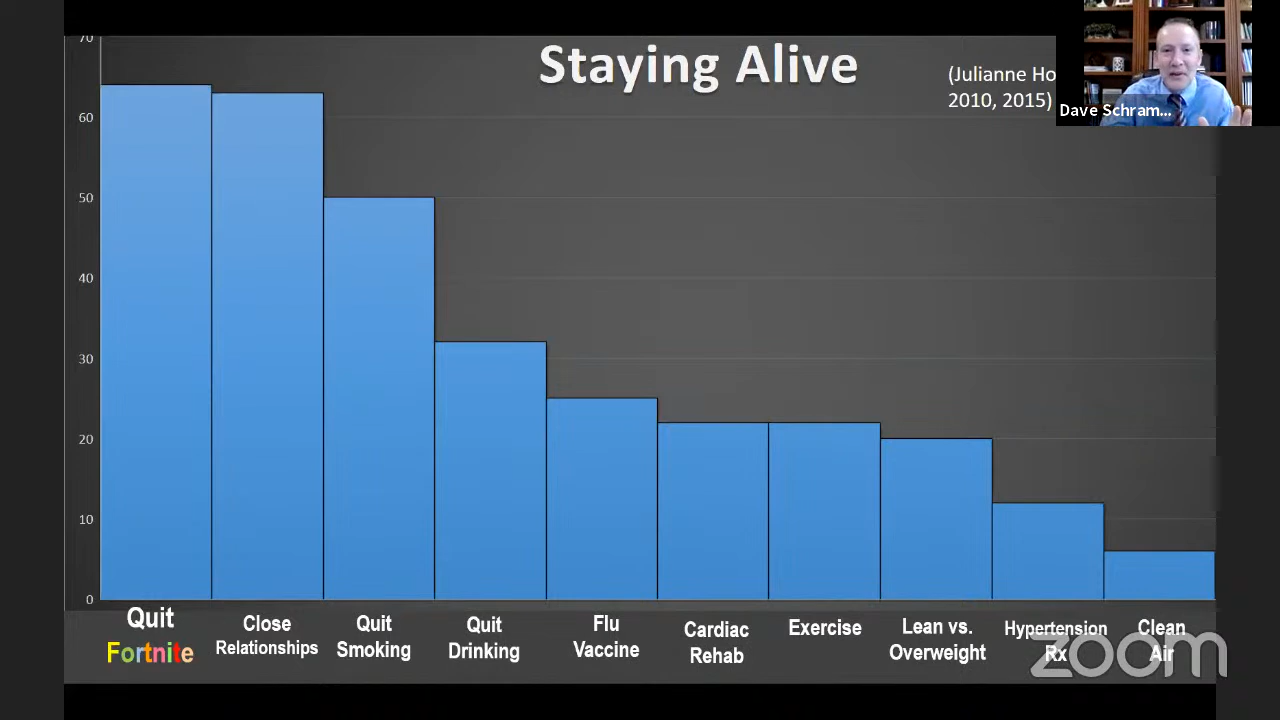 Staying Alive
(Julianne Ho
2010, 2015)
Dave Schram...
70
60
50
40
30
20
10
0
Quit
Fortnite
Close
Relationships
Quit
Smoking
Quit
Drinking
Flu
Vaccine
Cardiac
Rehab
Exercise
Lean vs.
Overweight
Hypertension
Rx
Clean
Air
zoom